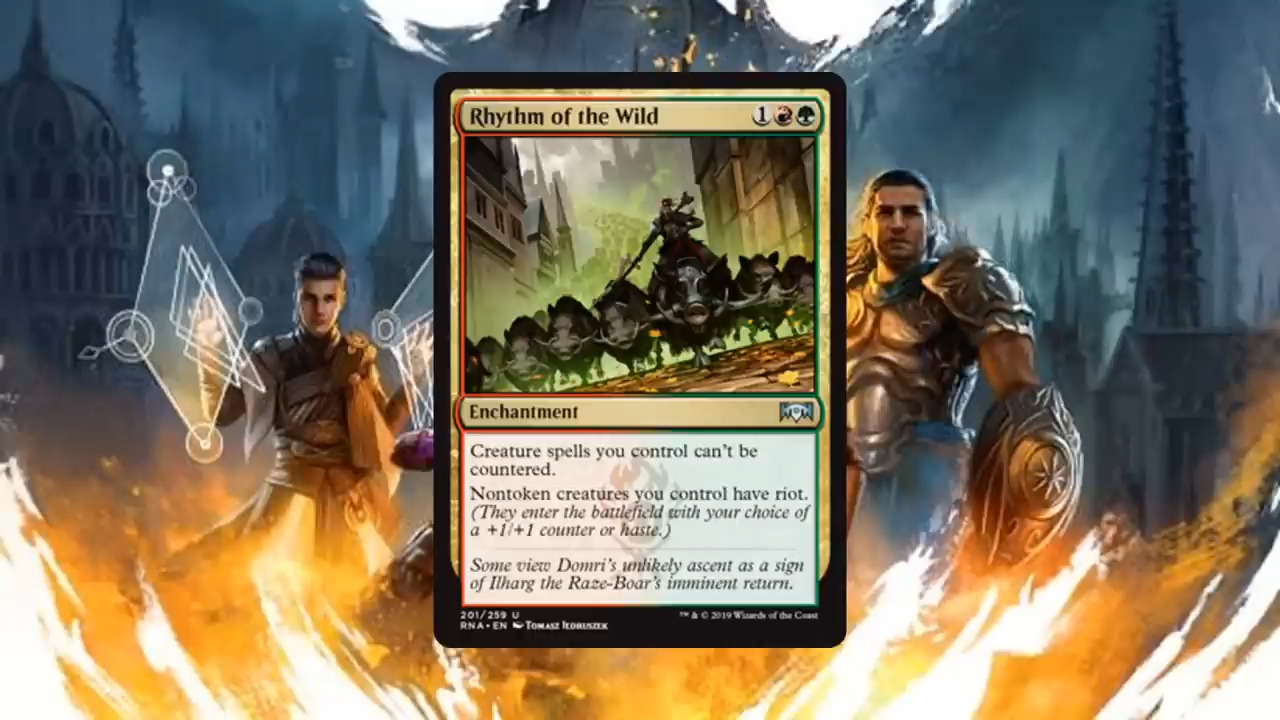 Rhythm of the Wild 1
Enchantment
Creature spells you control can't be
countered.
Nontoken creatures you control have riot.
(They enter the battlefield with your choice of
a +1/+1 counter or haste.)
Some view Domri's unlikely ascent as a sign
of Ilharg the Raze-Boar's imminent return.
201/259 U
RNA • EN Tomasz Jedruszek
™ & © 2019 Wizards of the Coast